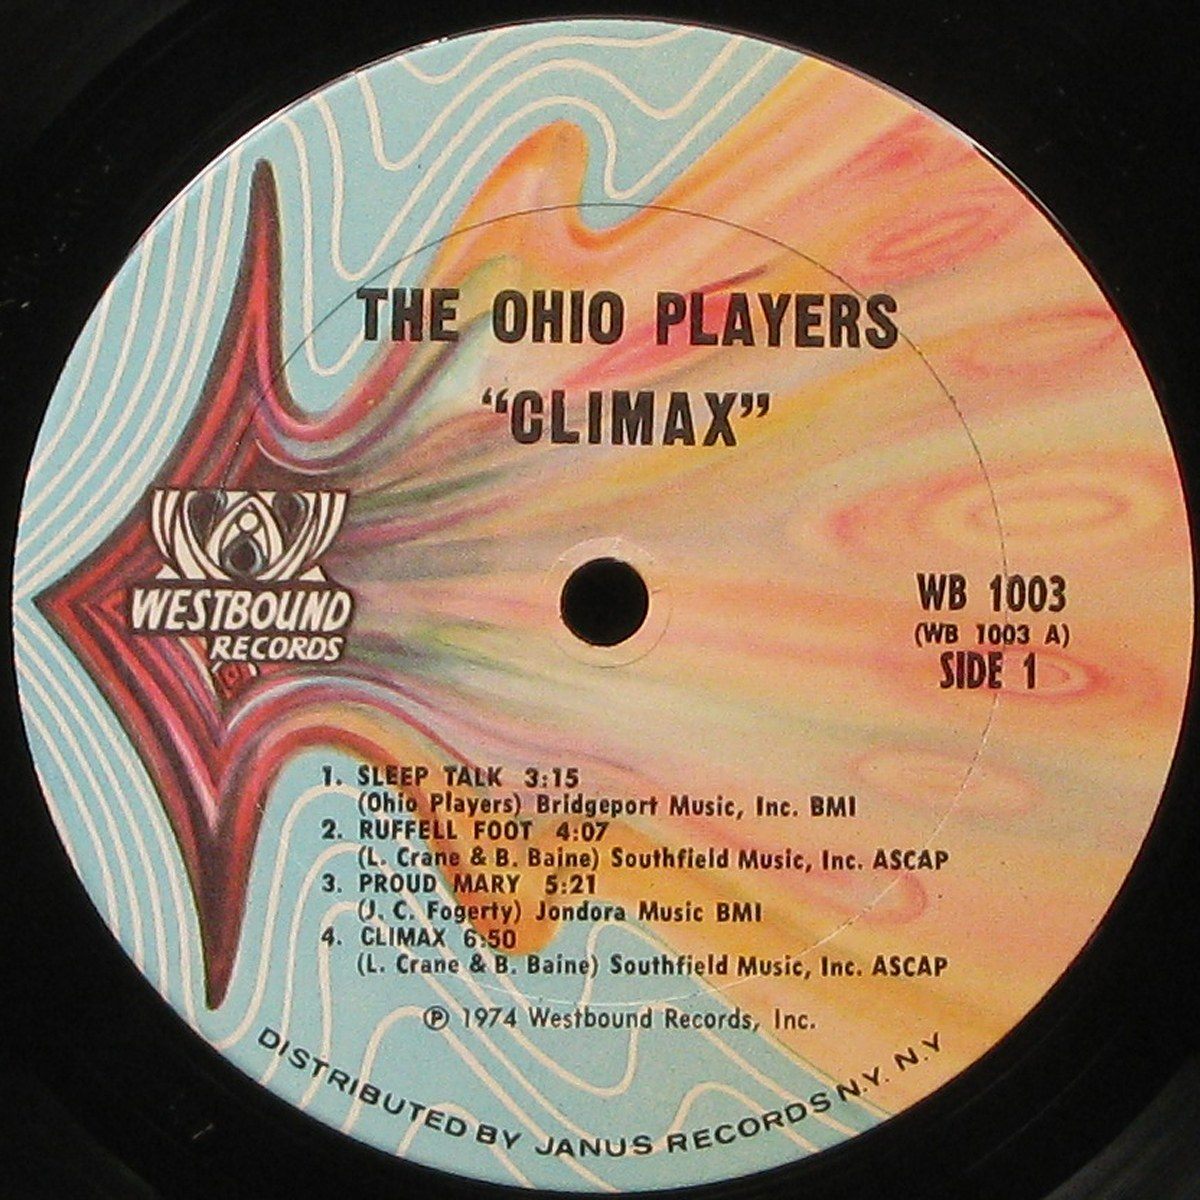 THE OHIO PLAYERS
“CLIMAX”
WESTBOUND
RECORDS
WB 1003
(WB 1003 A)
SIDE 1
1. SLEEP TALK 3:15
(Ohio Players) Bridgeport Music, Inc. BMI
2. RUFFELL FOOT 4:07
(L. Crane & B. Baine) Southfield Music, Inc. ASCAP
3. PROUD MARY 5:21
(J. C. Fogerty) Jondora Music BMI
4. CLIMAX 6:50
(L. Crane & B. Baine) Southfield Music, Inc. ASCAP
℗ 1974 Westbound Records, Inc.
DISTRIBUTED BY JANUS RECORDS N.Y. N.Y